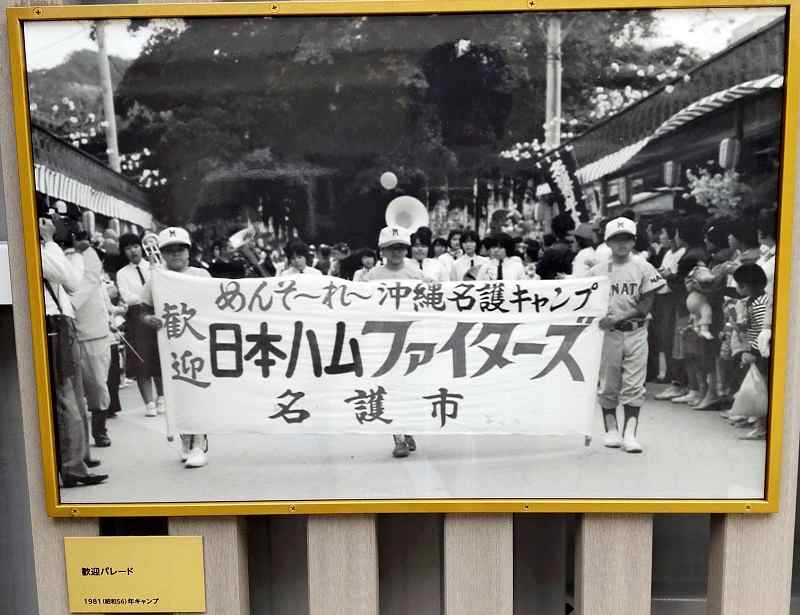 めんそ〜れ〜沖縄名護キャンプ
歓迎
日本ハムファイターズ
名護市
M
M
NAT
歓迎パレード
1981(昭和56)年キャンプ